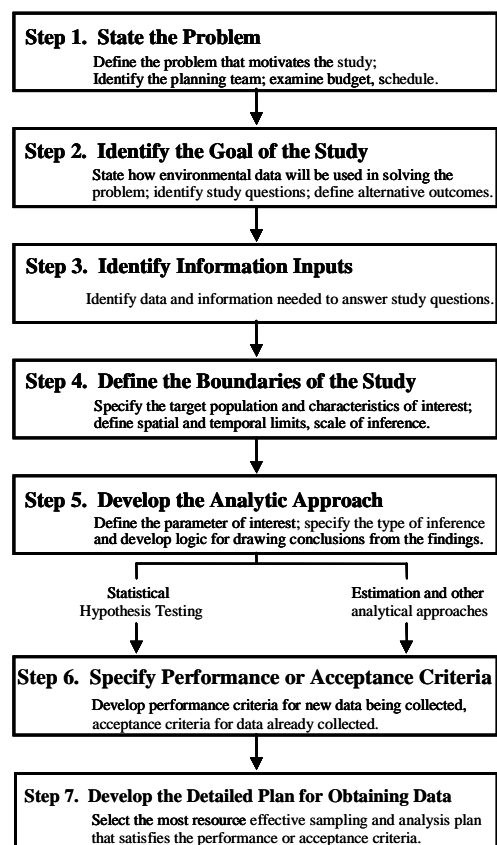 Step 1. State the Problem
Define the problem that motivates the study;
Identify the planning team; examine budget, schedule.
Step 2. Identify the Goal of the Study
State how environmental data will be used in solving the
problem; identify study questions; define alternative outcomes.
Step 3. Identify Information Inputs
Identify data and information needed to answer study questions.
Step 4. Define the Boundaries of the Study
Specify the target population and characteristics of interest;
define spatial and temporal limits, scale of inference.
Step 5. Develop the Analytic Approach
Define the parameter of interest; specify the type of inference
and develop logic for drawing conclusions from the findings.
Statistical
Hypothesis Testing
Estimation and other
analytical approaches
Step 6. Specify Performance or Acceptance Criteria
Develop performance criteria for new data being collected,
acceptance criteria for data already collected.
Step 7. Develop the Detailed Plan for Obtaining Data
Select the most resource effective sampling and analysis plan
that satisfies the performance or acceptance criteria.